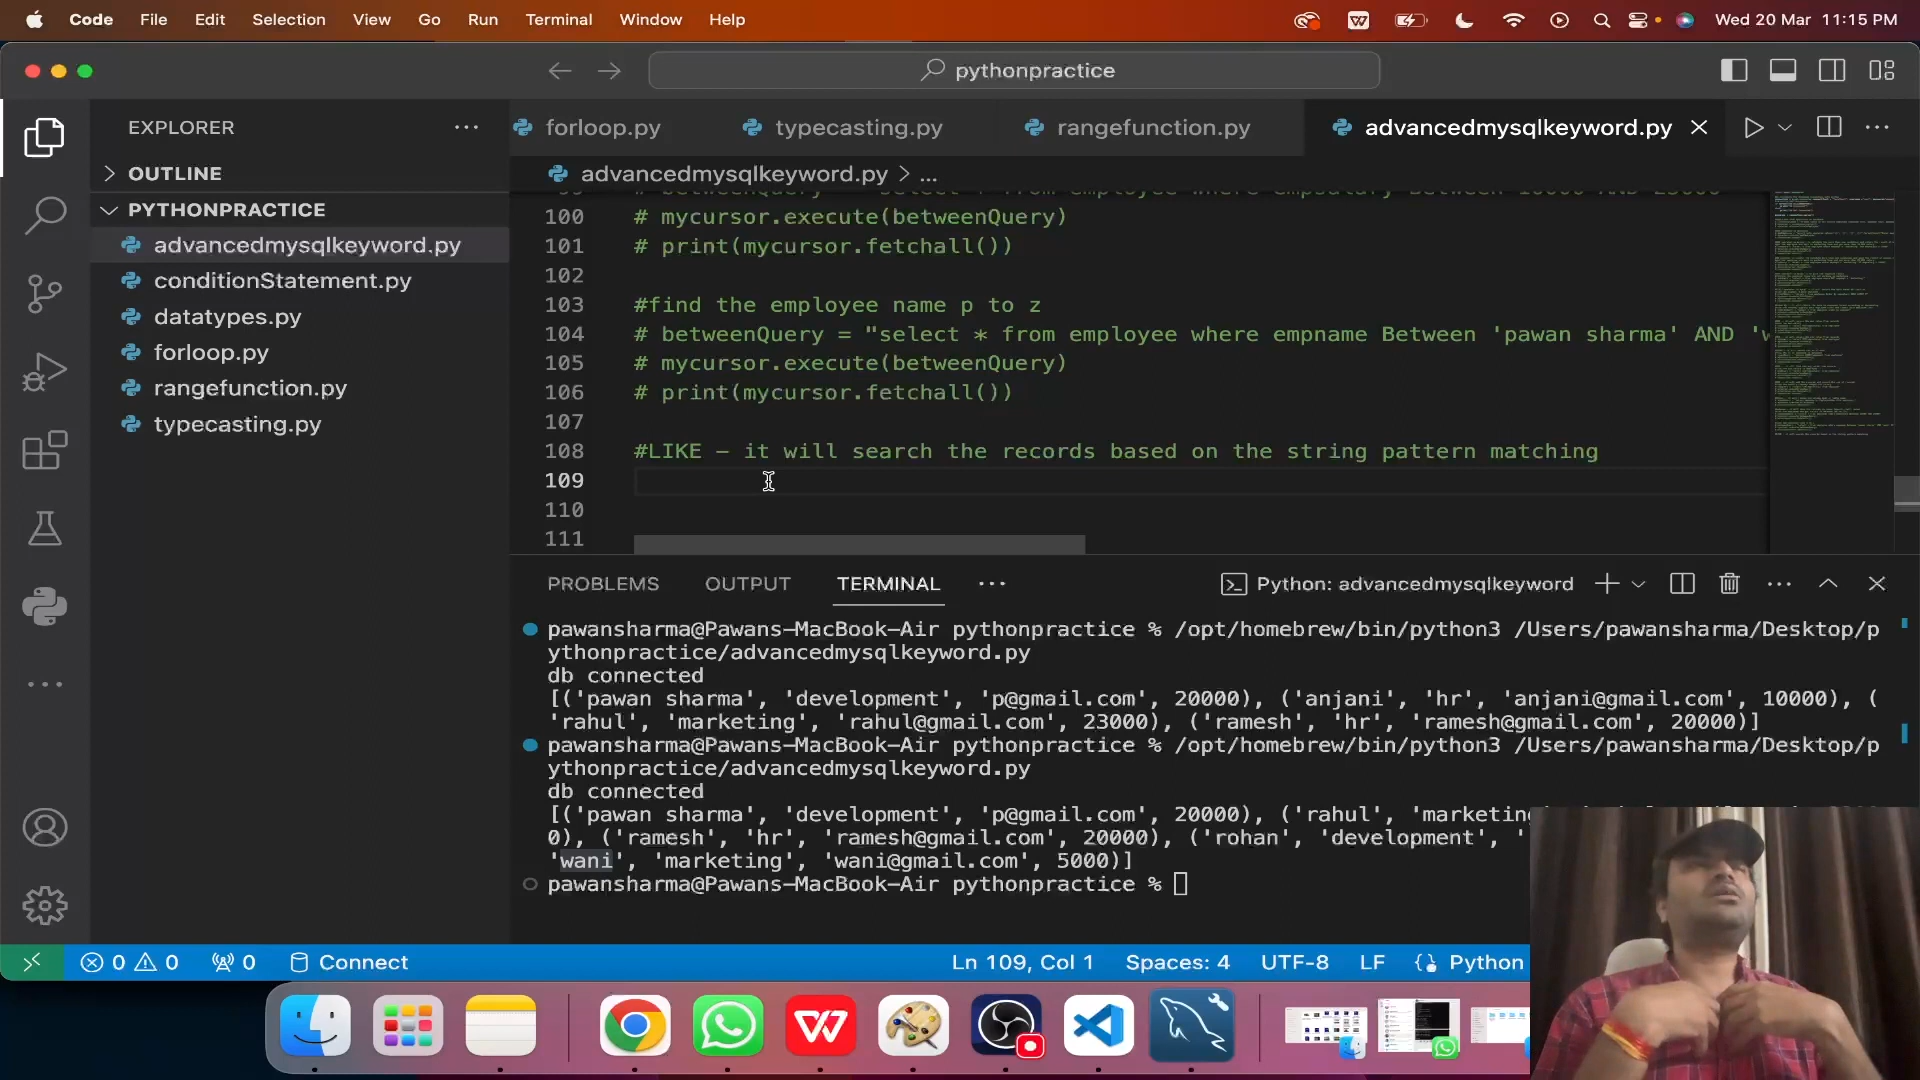 Code File Edit Selection View Go Run Terminal Window Help Wed 20 Mar 11:15 PM
pythonpractice
EXPLORER
OUTLINE
PYTHONPRACTICE
advancedmysqlkeyword.py
conditionStatement.py
datatypes.py
forloop.py
rangefunction.py
typecasting.py
forloop.py typecasting.py rangefunction.py advancedmysqlkeyword.py
advancedmysqlkeyword.py > ...
100 # mycursor.execute(betweenQuery)
101 # print(mycursor.fetchall())
102
103 #find the employee name p to z
104 # betweenQuery = "select * from employee where empname Between 'pawan sharma' AND
105 # mycursor.execute(betweenQuery)
106 # print(mycursor.fetchall())
107
108 #LIKE - it will search the records based on the string pattern matching
109
110
111
PROBLEMS OUTPUT TERMINAL Python: advancedmysqlkeyword
pawansharma@Pawans-MacBook-Air pythonpractice % /opt/homebrew/bin/python3 /Users/pawansharma/Desktop/p
ythonpractice/advancedmysqlkeyword.py
db connected
[('pawan sharma', 'development', 'p@gmail.com', 20000), ('anjani', 'hr', 'anjani@gmail.com', 10000), (
'rahul', 'marketing', 'rahul@gmail.com', 23000), ('ramesh', 'hr', 'ramesh@gmail.com', 20000)]
pawansharma@Pawans-MacBook-Air pythonpractice % /opt/homebrew/bin/python3 /Users/pawansharma/Desktop/p
ythonpractice/advancedmysqlkeyword.py
db connected
[('pawan sharma', 'development', 'p@gmail.com', 20000), ('rahul', 'marketing
0), ('ramesh', 'hr', 'ramesh@gmail.com', 20000), ('rohan', 'development', '
'wani', 'marketing', 'wani@gmail.com', 5000)]
pawansharma@Pawans-MacBook-Air pythonpractice %
0 0 0 Connect Ln 109, Col 1 Spaces: 4 UTF-8 LF Python